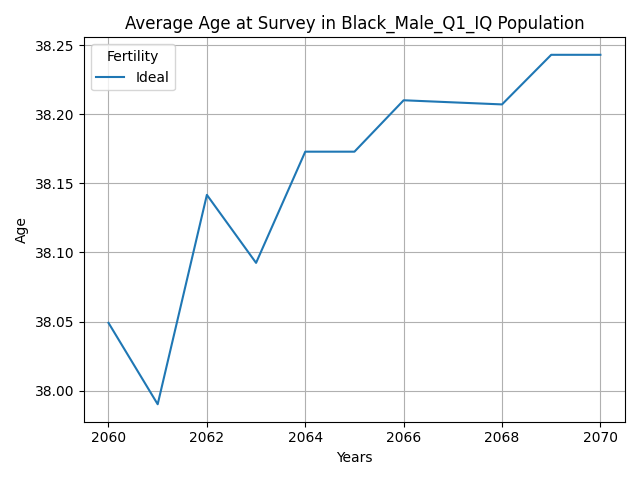 Average Age at Survey in Black_Male_Q1_IQ Population
Fertility
Ideal
38.25
38.20
38.15
38.10
38.05
38.00
Age
2060
2062
2064
2066
2068
2070
Years